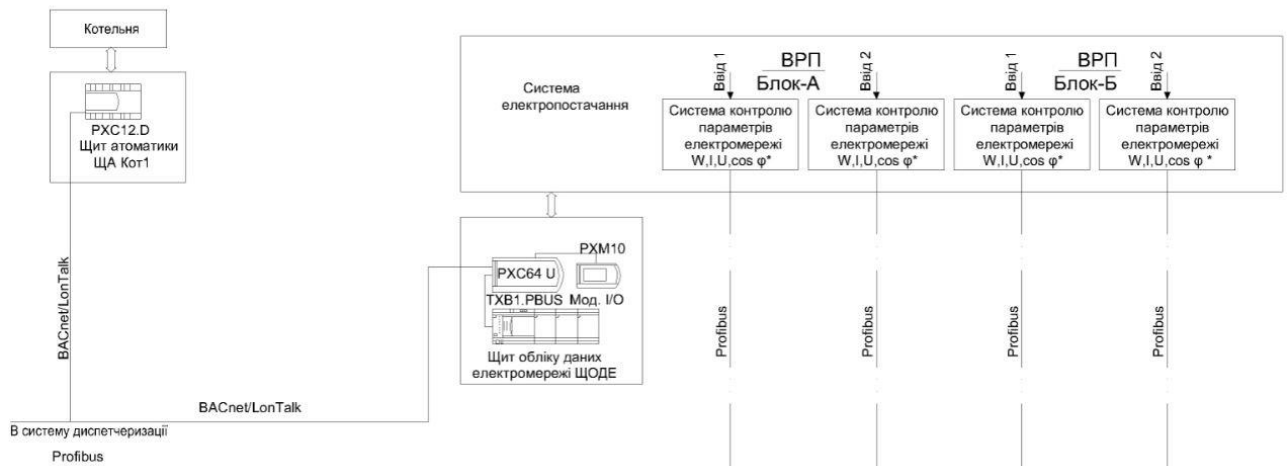 Котельня
PXC12.D
Щит атоматики
ЩА Кот1
BACnet/LonTalk
Система
електропостачання
Ввід 1
ВРП
Блок-А
Ввід 2
Ввід 1
ВРП
Блок-Б
Ввід 2
Система контролю
параметрів
електромережі
W,I,U,cos φ*
Система контролю
параметрів
електромережі
W,I,U,cos φ*
Система контролю
параметрів
електромережі
W,I,U,cos φ*
Система контролю
параметрів
електромережі
W,I,U,cos φ *
PXM10
PXC64 U
TXB1.PBUS Мод. I/O
Щит обліку даних
електромережі ЩОДЕ
Profibus
Profibus
Profibus
Profibus
BACnet/LonTalk
В систему диспетчеризації
Profibus